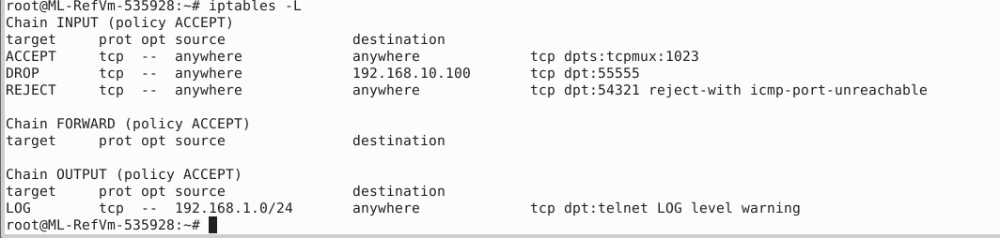 root@ML-RefVm-535928:~# iptables -L
Chain INPUT (policy ACCEPT)
target     prot opt source               destination
ACCEPT     tcp  --  anywhere             anywhere             tcp dpts:tcpmux:1023
DROP       tcp  --  anywhere             192.168.10.100       tcp dpt:55555
REJECT     tcp  --  anywhere             anywhere             tcp dpt:54321 reject-with icmp-port-unreachable

Chain FORWARD (policy ACCEPT)
target     prot opt source               destination

Chain OUTPUT (policy ACCEPT)
target     prot opt source               destination
LOG        tcp  --  192.168.1.0/24       anywhere             tcp dpt:telnet LOG level warning
root@ML-RefVm-535928:~#